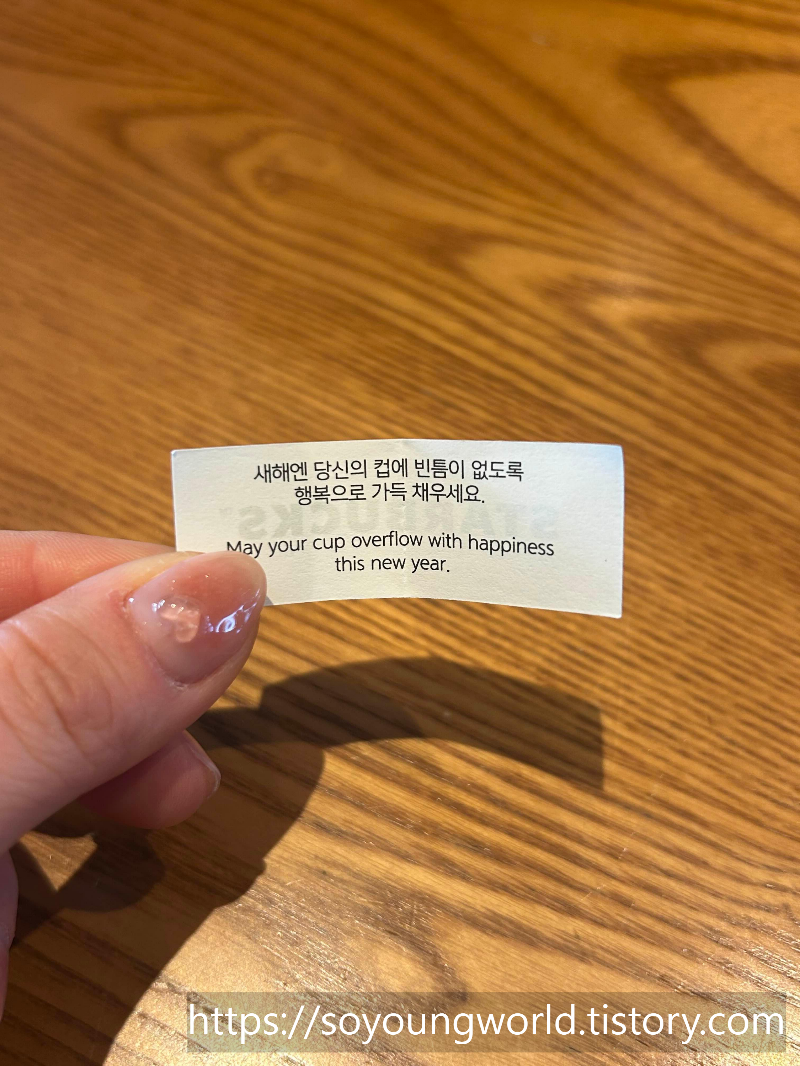 새해엔 당신의 컵에 빈틈이 없도록
행복으로 가득 채우세요.
May your cup overflow with happiness
this new year.
STARBUCKS
https://soyoungworld.tistory.com